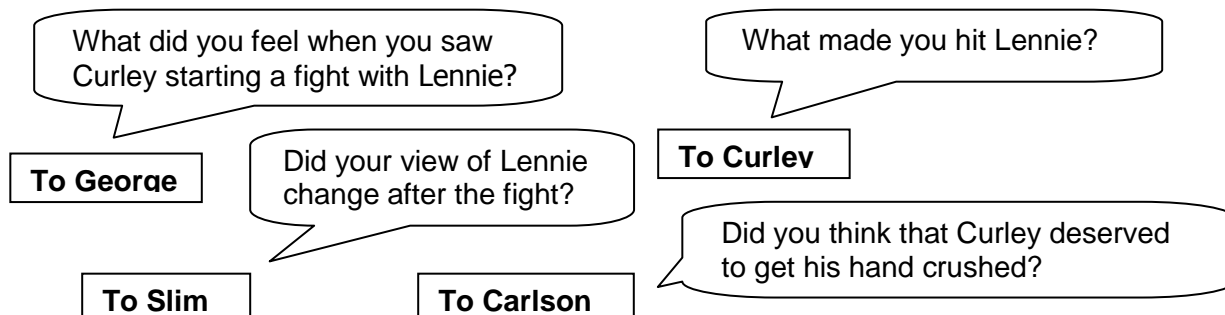 What did you feel when you saw
Curley starting a fight with Lennie?
To George
What made you hit Lennie?
To Curley
Did your view of Lennie
change after the fight?
To Slim
Did you think that Curley deserved
to get his hand crushed?
To Carlson